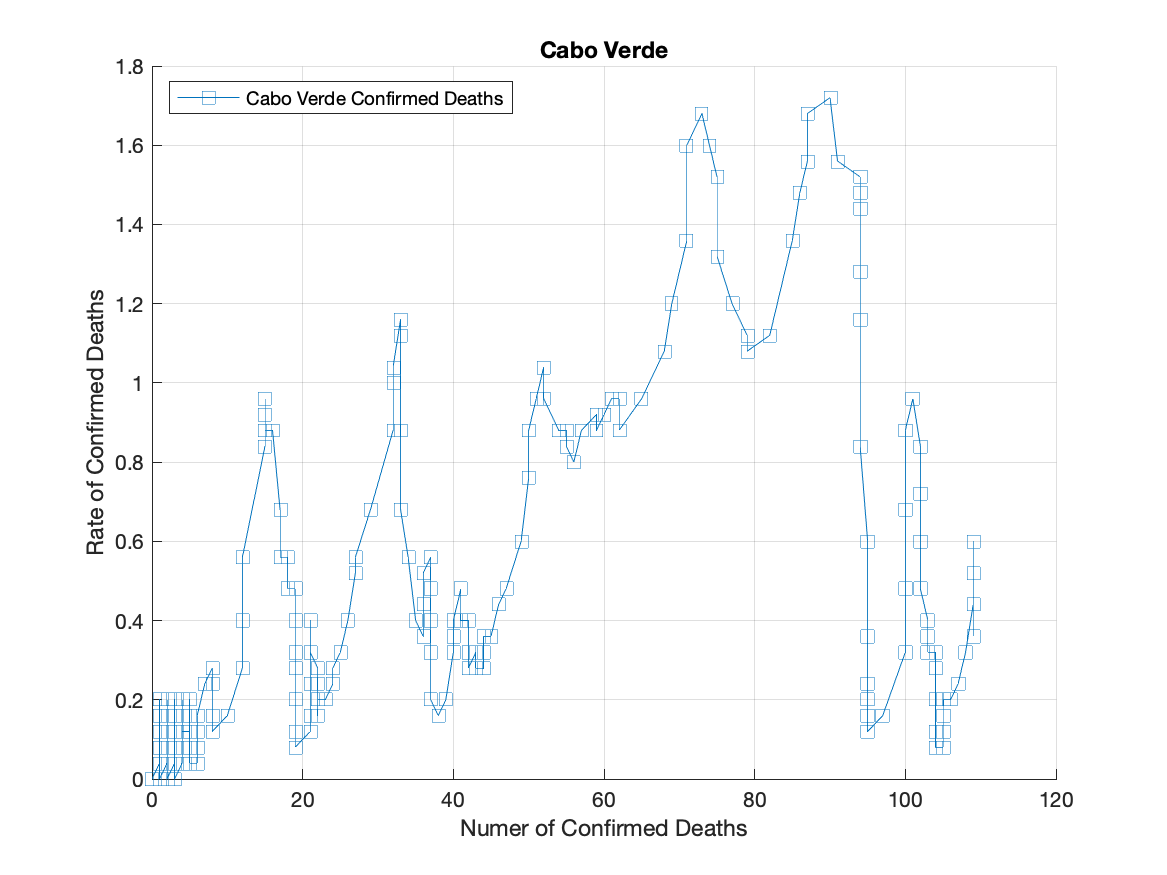 Cabo Verde
Cabo Verde Confirmed Deaths
1.8
1.6
1.4
1.2
1
0.8
0.6
0.4
0.2
0
Rate of Confirmed Deaths
0 20 40 60 80 100 120
Numer of Confirmed Deaths